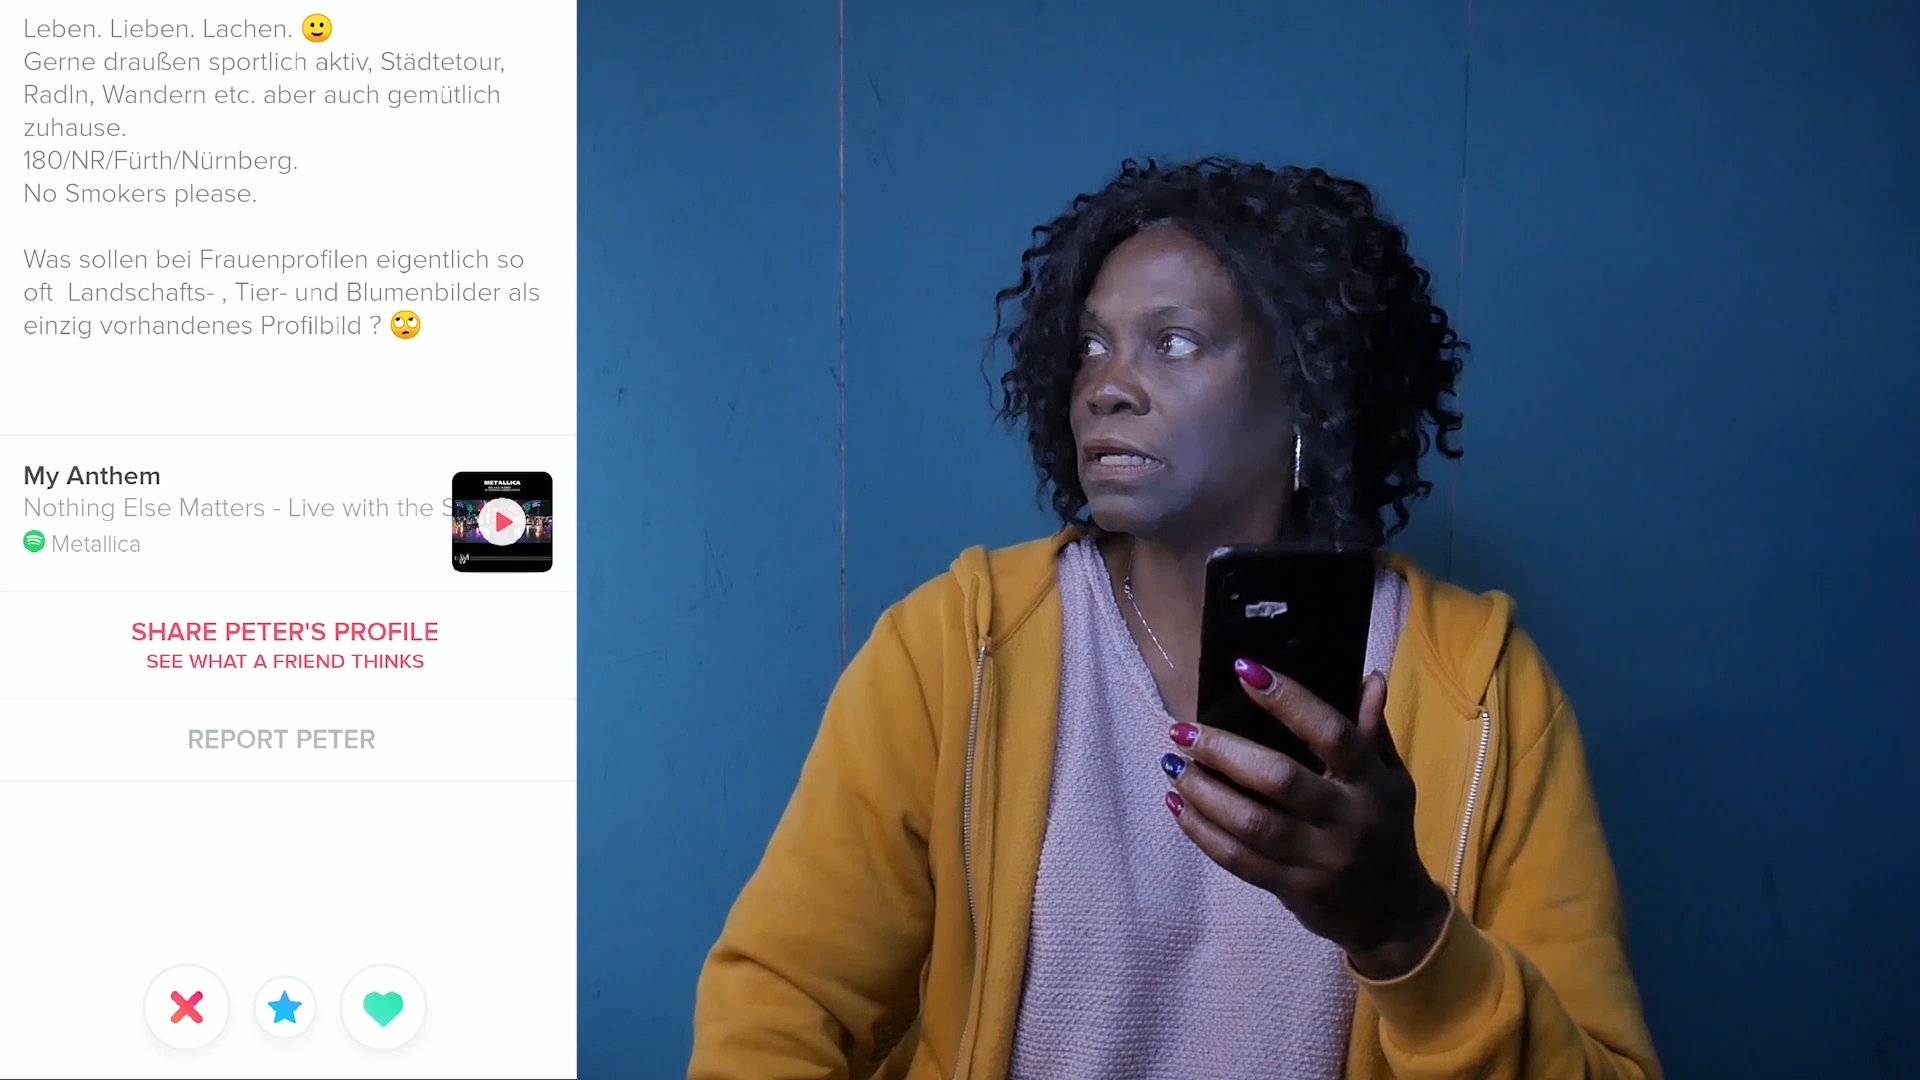 Leben. Lieben. Lachen. 🙂
Gerne draußen sportlich aktiv, Städtetour,
Radln, Wandern etc. aber auch gemütlich
zuhause.
180/NR/Fürth/Nürnberg.
No Smokers please.
Was sollen bei Frauenprofilen eigentlich so
oft Landschafts- , Tier- und Blumenbilder als
einzig vorhandenes Profilbild ? 🙄
My Anthem
Nothing Else Matters - Live with the S
Metallica
METALLICA
SHARE PETER'S PROFILE
SEE WHAT A FRIEND THINKS
REPORT PETER